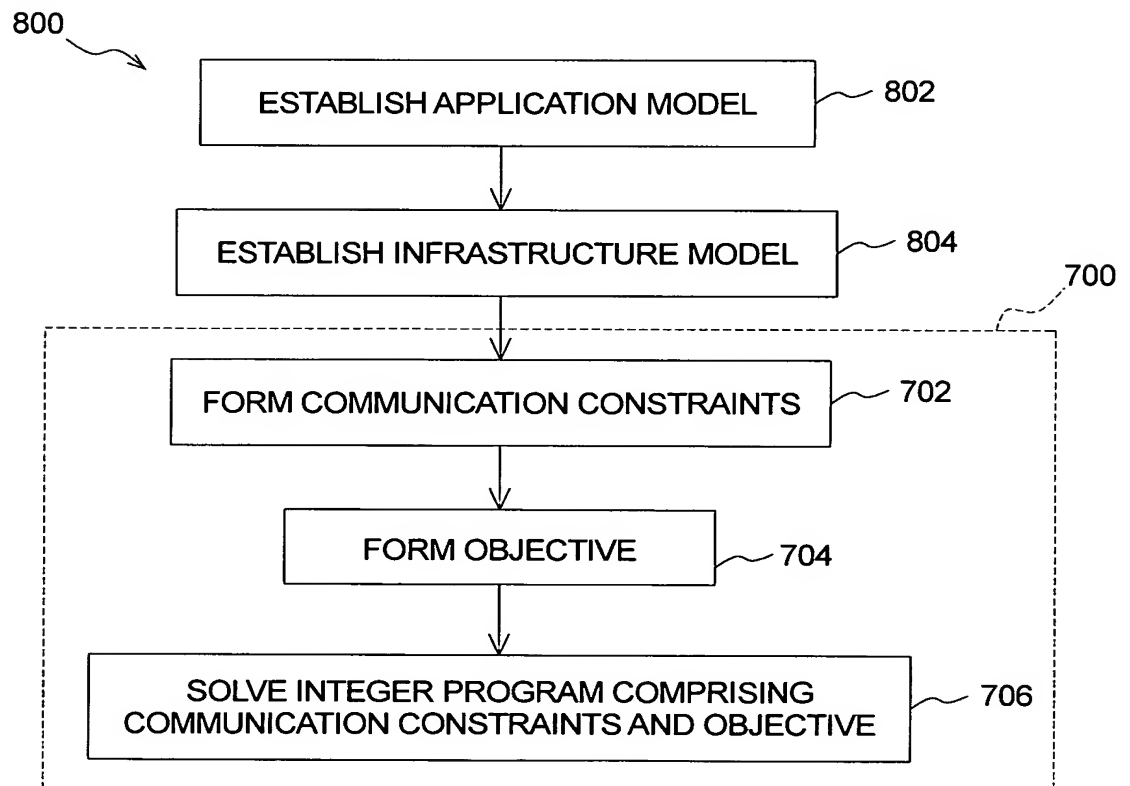 800
ESTABLISH APPLICATION MODEL
802
ESTABLISH INFRASTRUCTURE MODEL
804
700
FORM COMMUNICATION CONSTRAINTS
702
FORM OBJECTIVE
704
SOLVE INTEGER PROGRAM COMPRISING
COMMUNICATION CONSTRAINTS AND OBJECTIVE
706